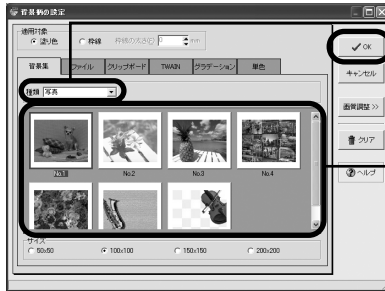 背景柄の設定
適用対象
塗り色 枠線 枠線の太さ(F) 0 mm
背景集 ファイル クリップボード TWAIN グラデーション 単色
種類 写真
No.1 No.2 No.3 No.4
サイズ
50x50 100x100 150x150 200x200
OK
キャンセル
画質調整 >>
クリア
ヘルプ